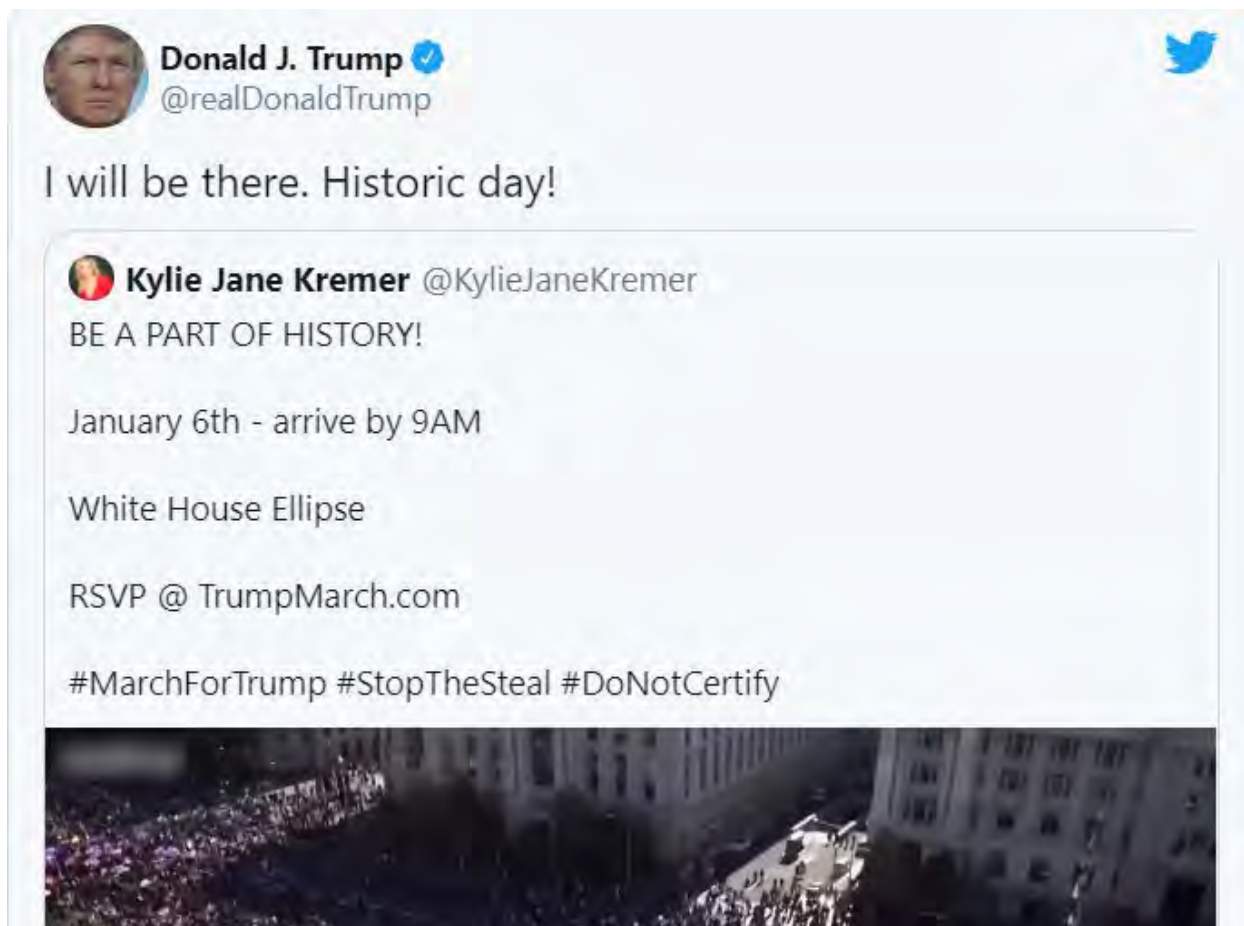 Donald J. Trump
@realDonaldTrump
I will be there. Historic day!
Kylie Jane Kremer @KylieJaneKremer
BE A PART OF HISTORY!
January 6th - arrive by 9AM
White House Ellipse
RSVP @ TrumpMarch.com
#MarchForTrump #StopTheSteal #DoNotCertify